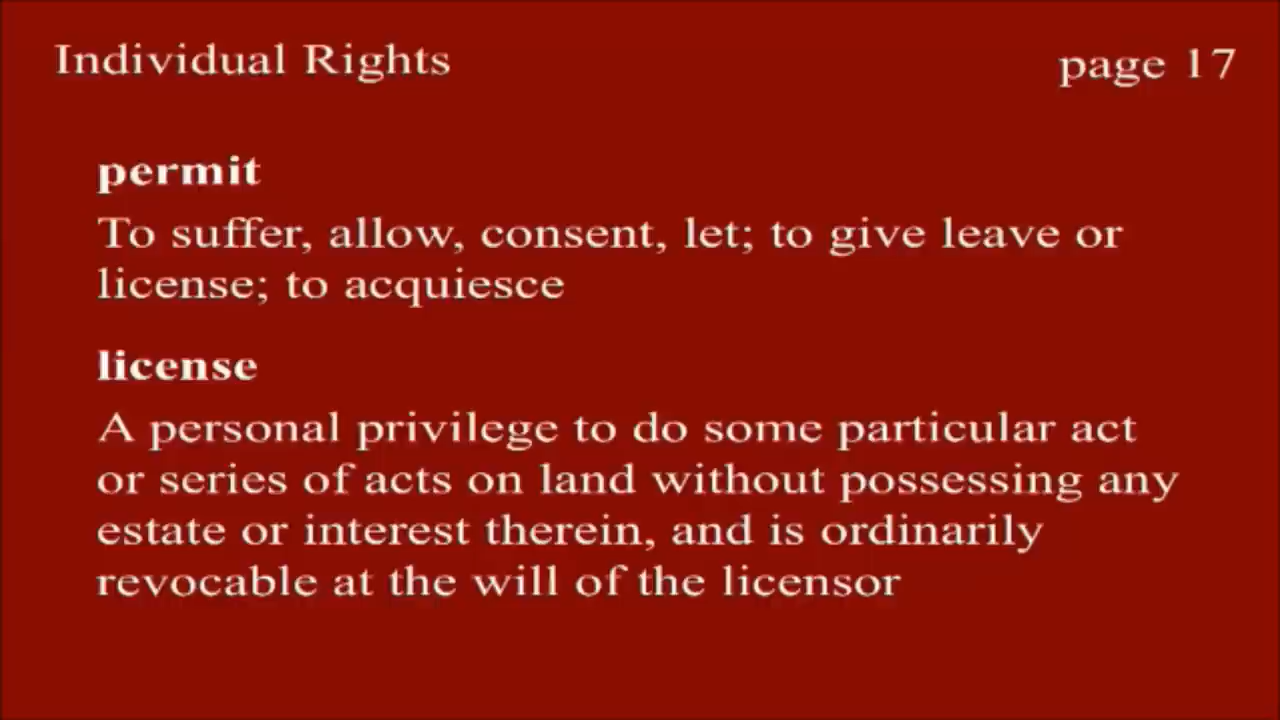 Individual Rights
page 17
permit
To suffer, allow, consent, let; to give leave or
license; to acquiesce
license
A personal privilege to do some particular act
or series of acts on land without possessing any
estate or interest therein, and is ordinarily
revocable at the will of the licensor